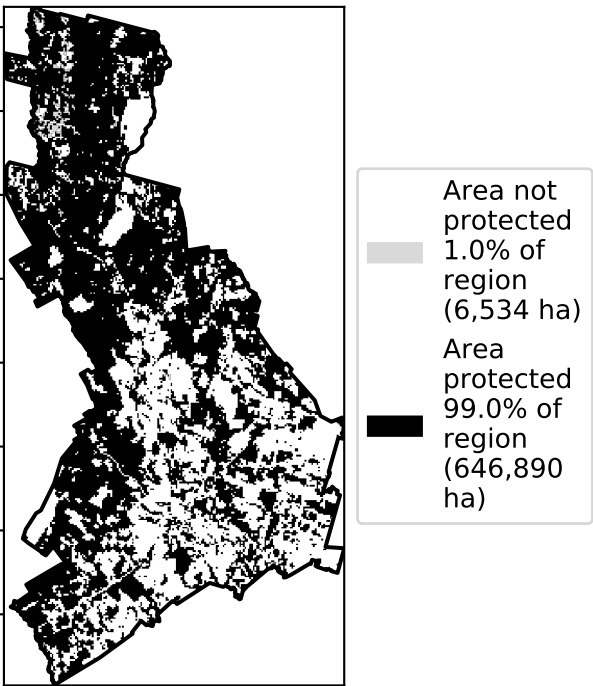 Area not
protected
1.0% of
region
(6,534 ha)
Area
protected
99.0% of
region
(646,890
ha)